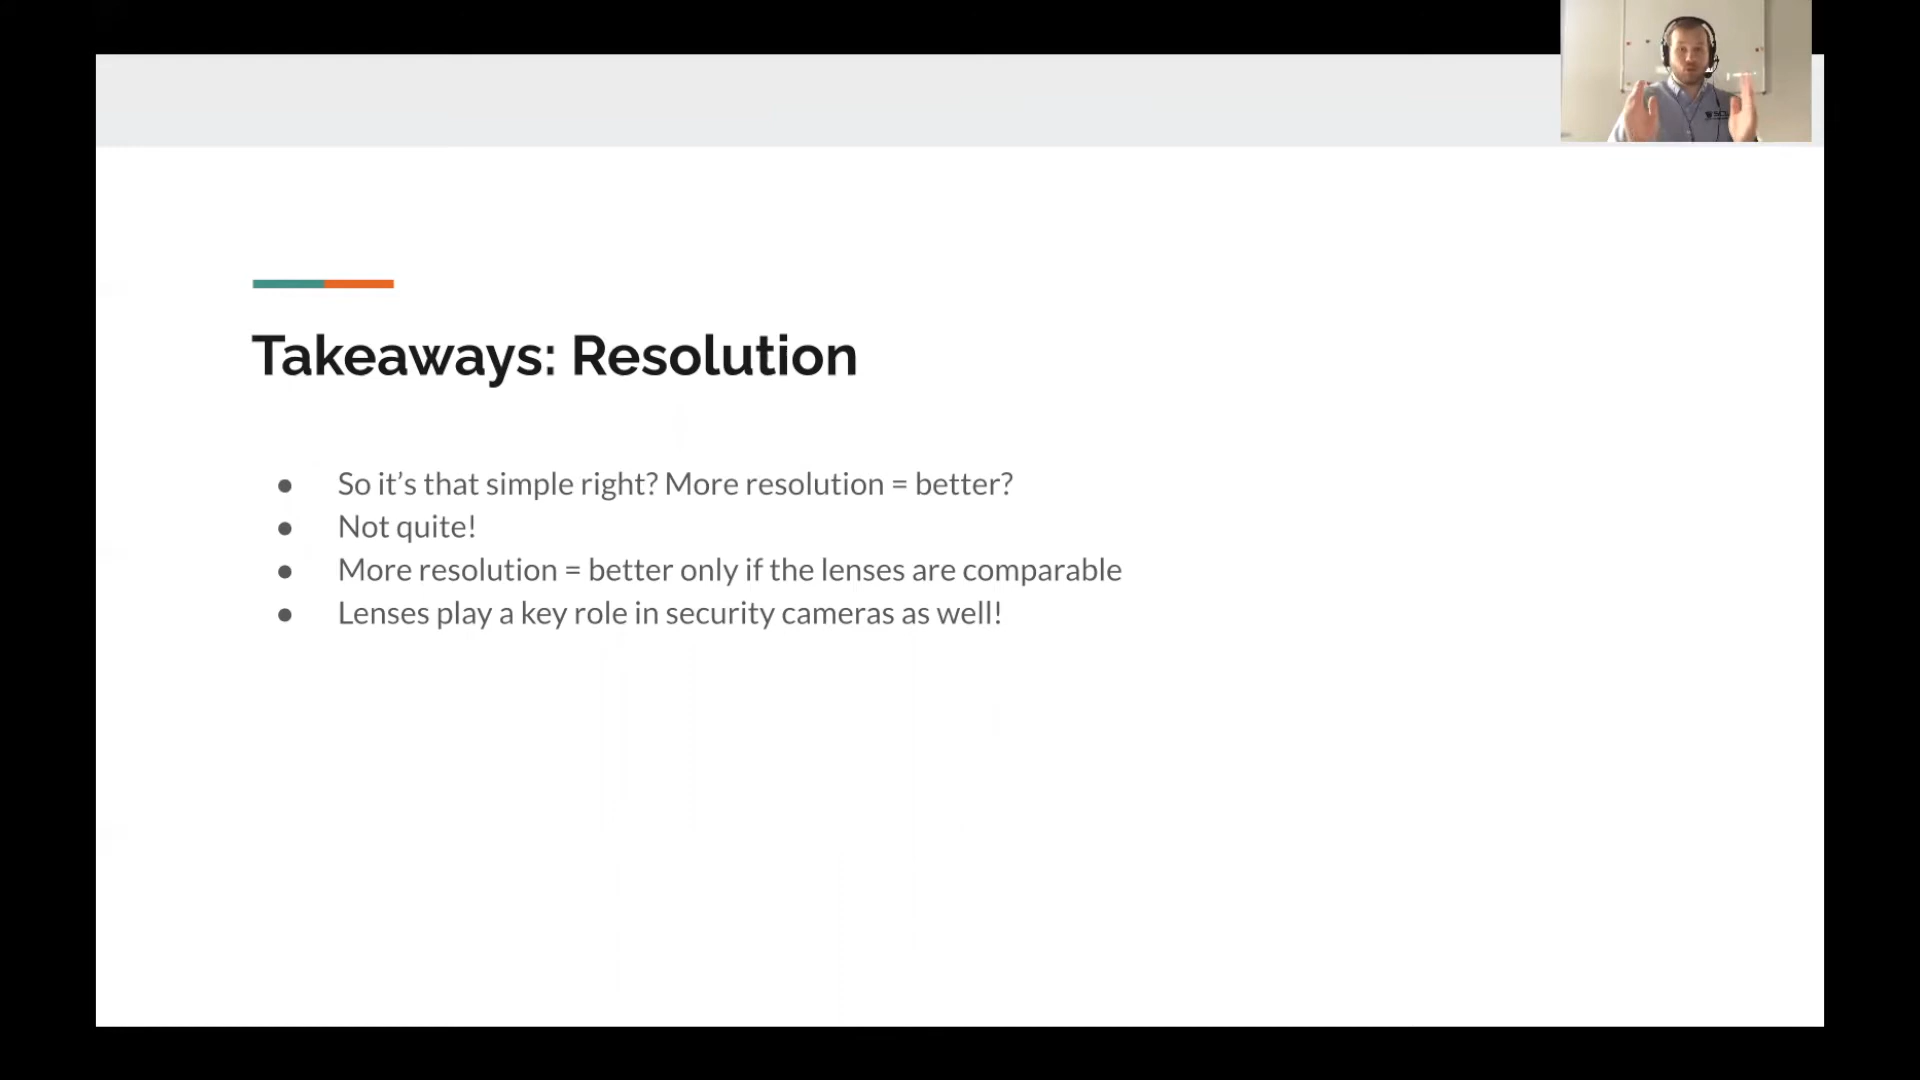 Takeaways: Resolution
● So it’s that simple right? More resolution = better?
● Not quite!
● More resolution = better only if the lenses are comparable
● Lenses play a key role in security cameras as well!